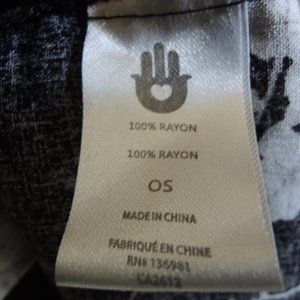 100% RAYON
100% RAYON
OS
MADE IN CHINA
FABRIQUÉ EN CHINE
RN# 136981
CA2612